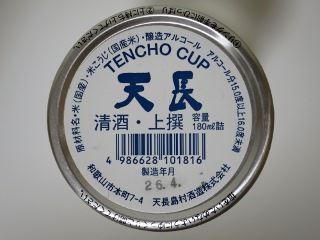 原材料名・米(国産)・米こうじ(国産米)・醸造アルコール アルコール分15.0度以上16.0度未満
TENCHO CUP
天長
清酒・上撰
容量
180ml詰
4 986628 101816
製造年月
26.4.
和歌山市本町7-4 天長島村酒造株式会社